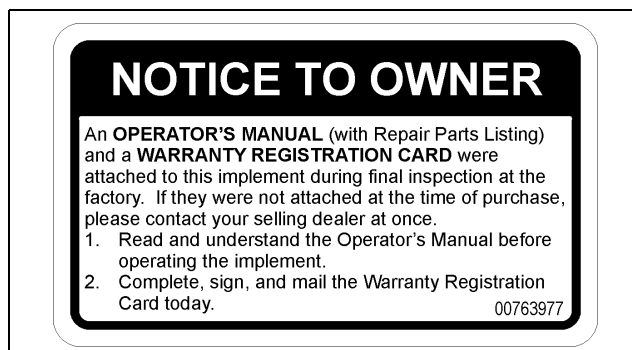 NOTICE TO OWNER
An OPERATOR'S MANUAL (with Repair Parts Listing)
and a WARRANTY REGISTRATION CARD were
attached to this implement during final inspection at the
factory.  If they were not attached at the time of purchase,
please contact your selling dealer at once.
1. Read and understand the Operator's Manual before
operating the implement.
2. Complete, sign, and mail the Warranty Registration
Card today. 00763977